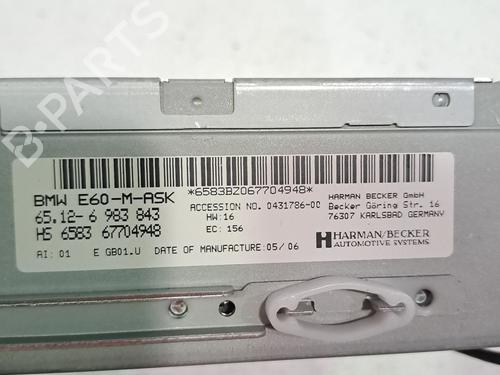 B-PARTS
*6583BZ067704948*
BMW E60-M-ASK
65.12-6 983 843
HS 6583 67704948
AI: 01 E GB01.U DATE OF MANUFACTURE:05/06
ACCESSION NO. 0431786-00
HW:16
EC: 156
HARMAN BECKER GmbH
Becker Göring Str. 16
76307 KARLSBAD GERMANY
HARMAN/BECKER
AUTOMOTIVE SYSTEMS